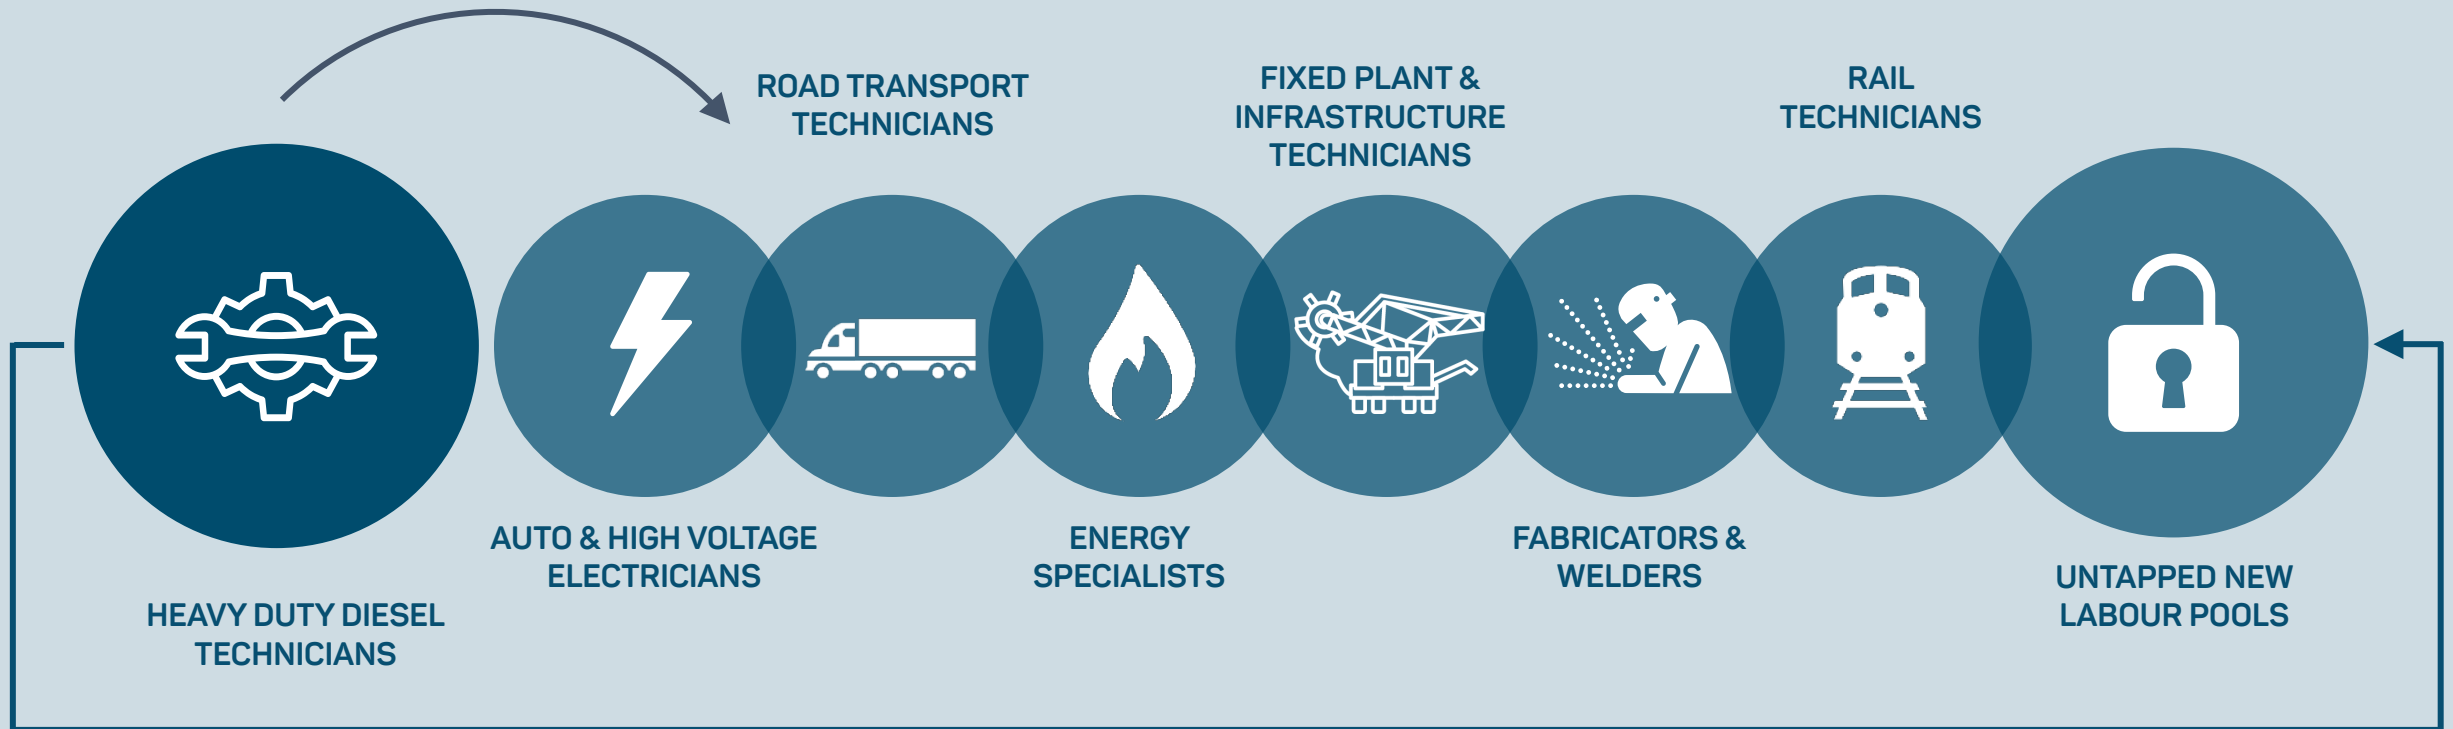 HEAVY DUTY DIESEL
TECHNICIANS
AUTO & HIGH VOLTAGE
ELECTRICIANS
ROAD TRANSPORT
TECHNICIANS
ENERGY
SPECIALISTS
FIXED PLANT &
INFRASTRUCTURE
TECHNICIANS
FABRICATORS &
WELDERS
RAIL
TECHNICIANS
UNTAPPED NEW
LABOUR POOLS